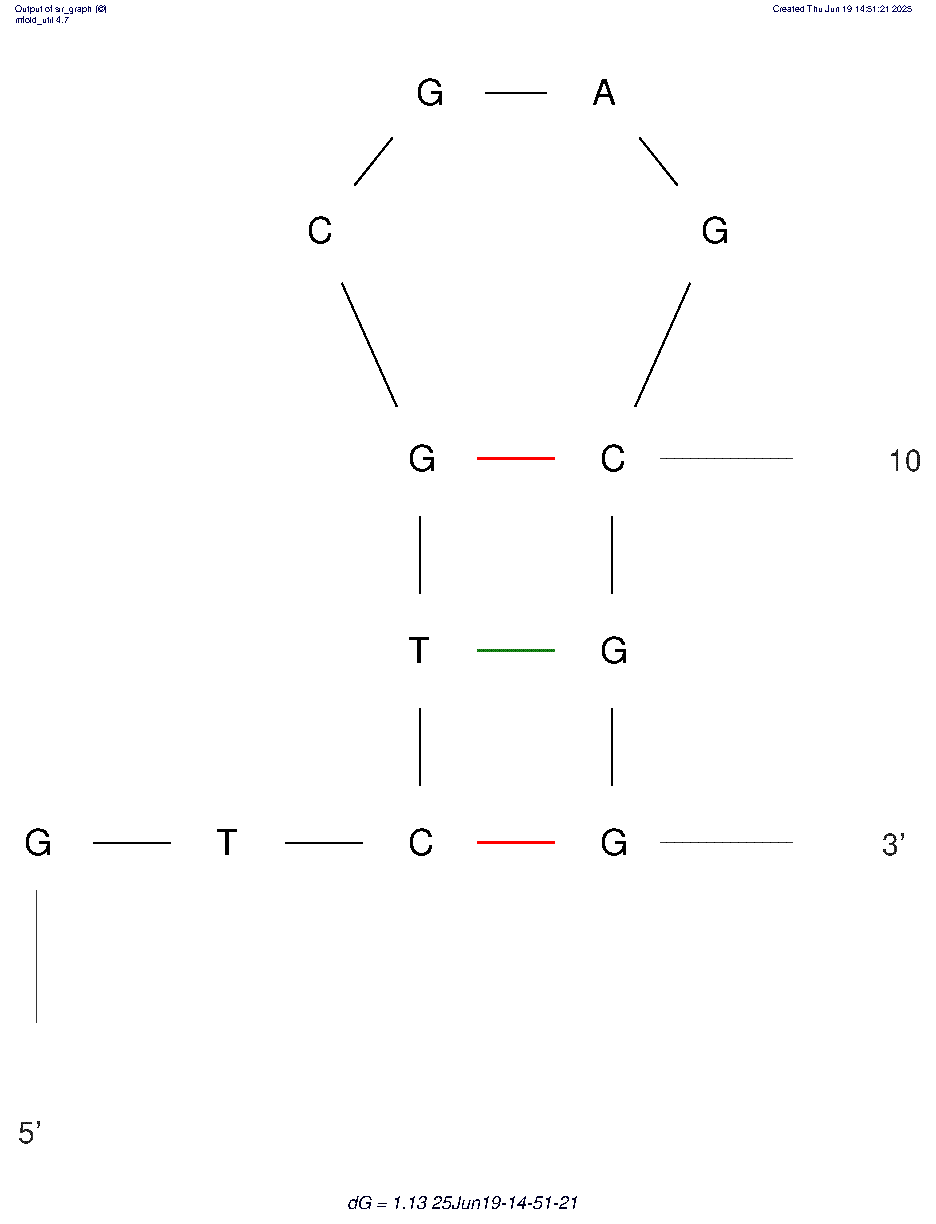 Output of sir_graph (©)
mfold_util 4.7
Created Thu Jun 19 14:51:21 2025
G A
C G
G C 10
T G
G T C G 3’
5’
dG = 1.13 25Jun19-14-51-21